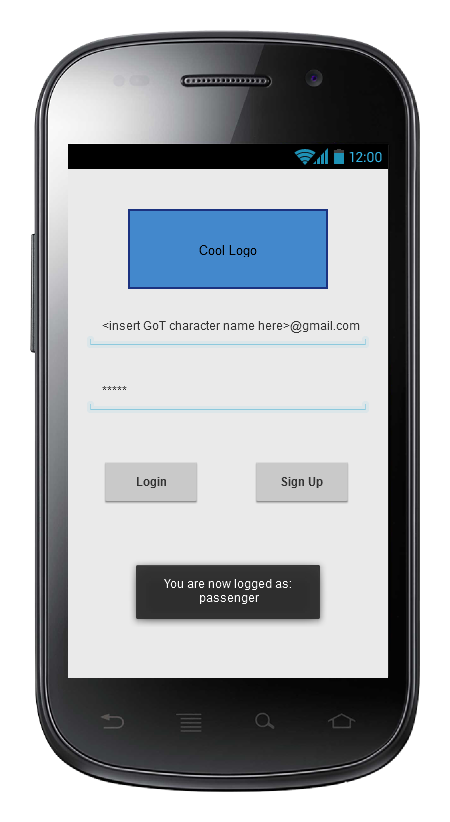 12:00
Cool Logo
<insert GoT character name here>@gmail.com
*****
Login
Sign Up
You are now logged as:
passenger